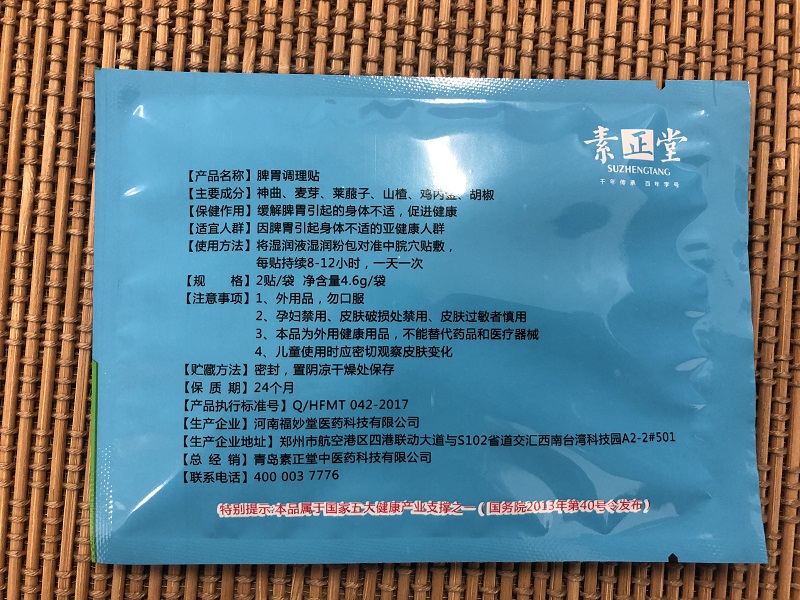 素正堂
SUZHENGTANG
千年传承 百年字号
【产品名称】脾胃调理贴
【主要成分】神曲、麦芽、莱菔子、山楂、鸡内金、胡椒
【保健作用】缓解脾胃引起的身体不适，促进健康
【适宜人群】因脾胃引起身体不适的亚健康人群
【使用方法】将湿润液湿润粉包对准中脘穴贴敷，
每贴持续8-12小时，一天一次
【规 格】2贴/袋 净含量4.6g/袋
【注意事项】1、外用品，勿口服
2、孕妇禁用、皮肤破损处禁用、皮肤过敏者慎用
3、本品为外用健康用品，不能替代药品和医疗器械
4、儿童使用时应密切观察皮肤变化
【贮藏方法】密封，置阴凉干燥处保存
【保 质 期】24个月
【产品执行标准号】Q/HFMT 042-2017
【生产企业】河南福妙堂医药科技有限公司
【生产企业地址】郑州市航空港区四港联动大道与S102省道交汇西南台湾科技园A2-2#501
【总 经 销】青岛素正堂中医药科技有限公司
【联系电话】400 003 7776
特别提示:本品属于国家五大健康产业支撑之一(国务院2013年第40号令发布)